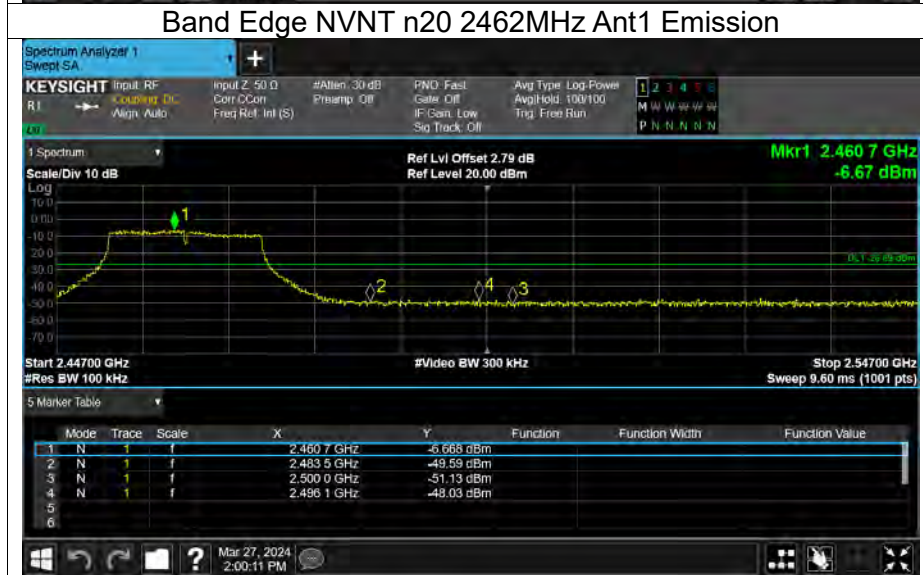 Band Edge NVNT n20 2462MHz Ant1 Emission
Spectrum Analyzer 1
Swept SA
+
KEYSIGHT Input: RF Input Z: 50 Ω #Atten: 30 dB PNO: Fast Avg Type: Log-Power 1 2 3 4 5 6
R L Coupling: DC Corr CCorr Preamp: Off Gate: Off Avg|Hold: 100/100 M W W W W W
Align: Auto Freq Ref: Int (S) IF Gain: Low Trig: Free Run
Sig Track: Off P N N N N N
1 Spectrum Ref Lvl Offset 2.79 dB Mkr1 2.460 7 GHz
Scale/Div 10 dB Ref Level 20.00 dBm -6.67 dBm
Log
10.0
0.00
-10.0
-20.0
-30.0
-40.0
-50.0
-60.0
-70.0
1
2
4
3
Start 2.44700 GHz #Video BW 300 kHz Stop 2.54700 GHz
#Res BW 100 kHz Sweep 9.60 ms (1001 pts)
5 Marker Table
Mode Trace Scale X Y Function Function Width Function Value
1 N 1 f 2.460 7 GHz -6.668 dBm
2 N 1 f 2.483 5 GHz -49.59 dBm
3 N 1 f 2.500 0 GHz -51.13 dBm
4 N 1 f 2.496 1 GHz -48.03 dBm
5
6
? Mar 27, 2024
2:00:11 PM